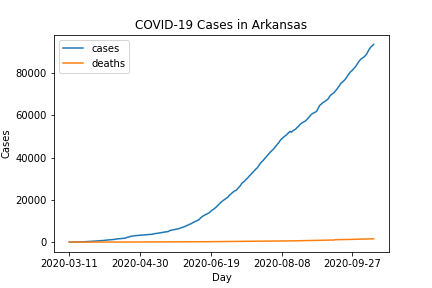 COVID-19 Cases in Arkansas
cases
deaths
80000
60000
40000
20000
0
Cases
2020-03-11 2020-04-30 2020-06-19 2020-08-08 2020-09-27
Day